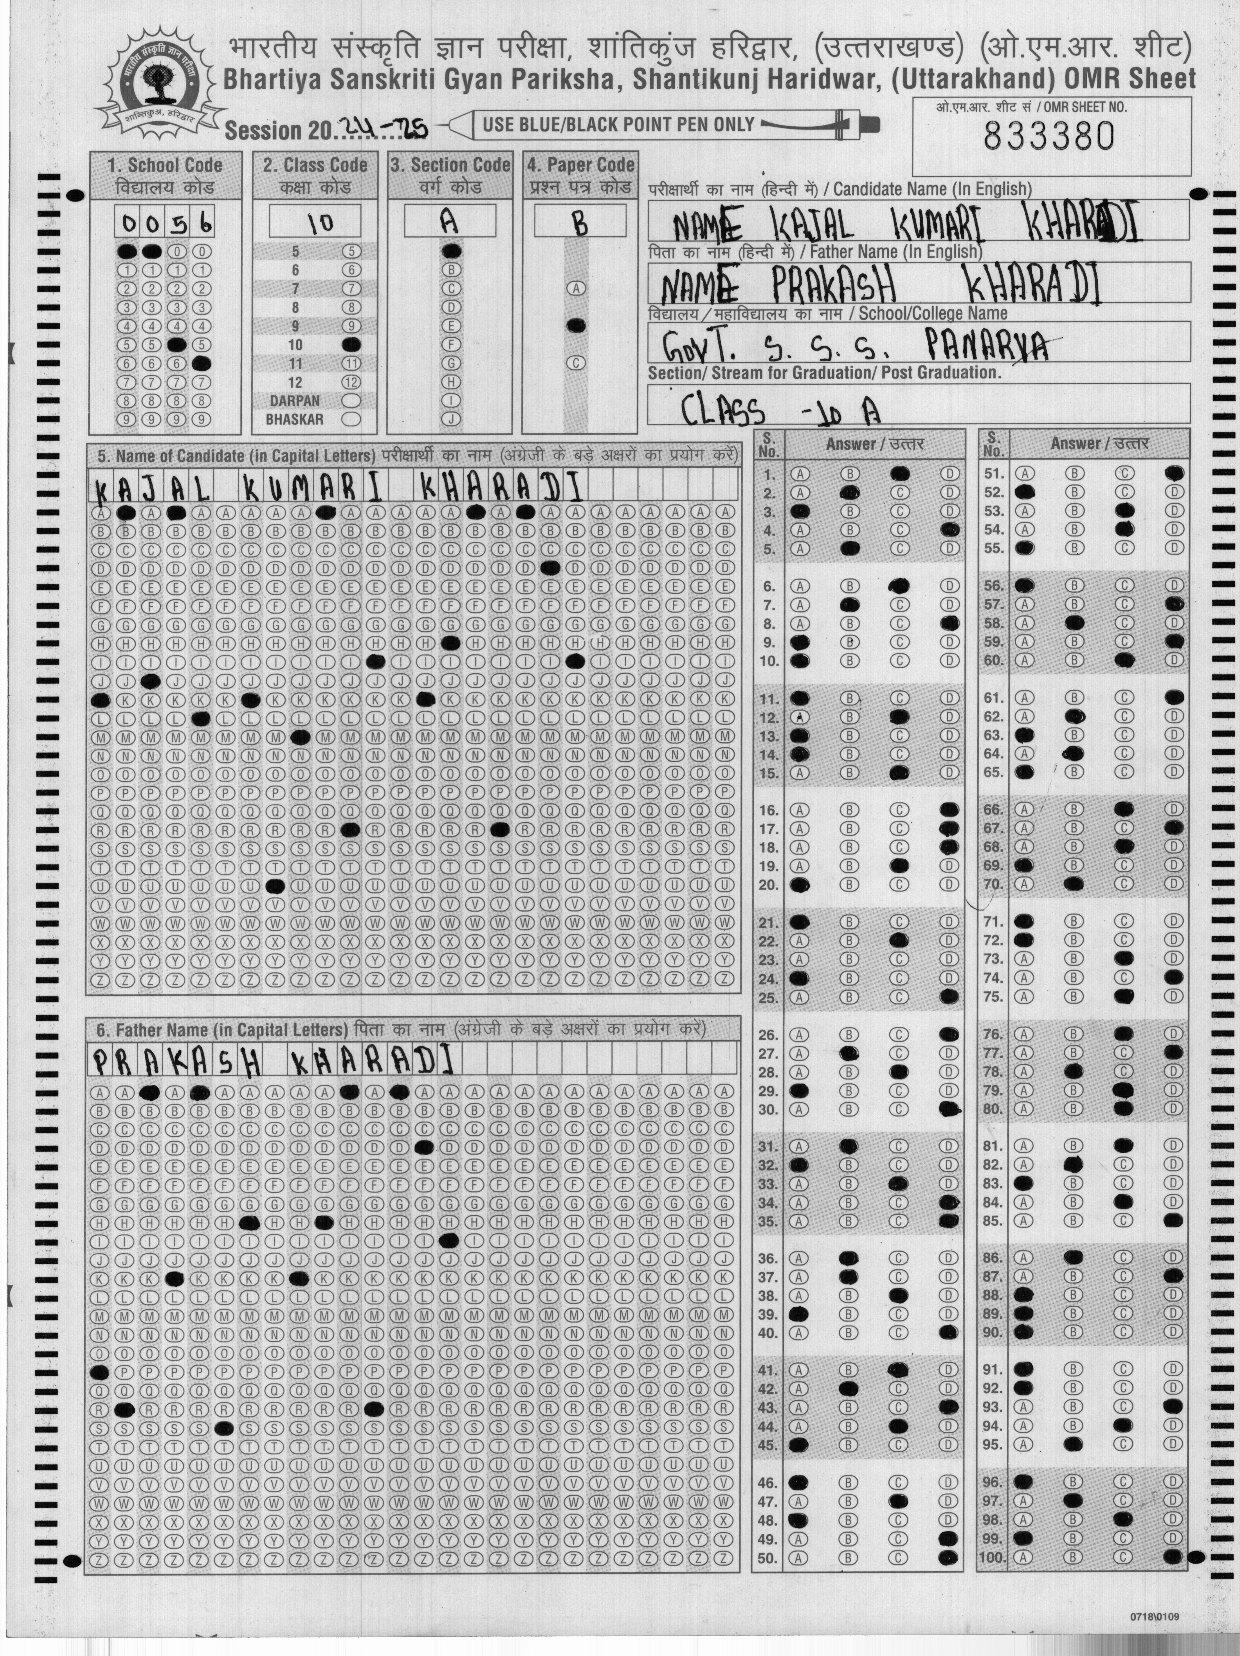 भारतीय संस्कृति ज्ञान परीक्षा, शांतिकुंज हरिद्वार, (उत्तराखण्ड) (ओ.एम.आर. शीट)
Bhartiya Sanskriti Gyan Pariksha, Shantikunj Haridwar, (Uttarakhand) OMR Sheet
Session 20..24-25
USE BLUE/BLACK POINT PEN ONLY
ओ.एम.आर. शीट सं / OMR SHEET NO.
833380
1. School Code
विद्यालय कोड
0056
2. Class Code
कक्षा कोड
10
5
6
7
8
9
10
11
12
DARPAN
BHASKAR
3. Section Code
वर्ग कोड
A
4. Paper Code
प्रश्न पत्र कोड
B
परीक्षार्थी का नाम (हिन्दी में) / Candidate Name (In English)
NAME KAJAL KUMARI KHARADI
पिता का नाम (हिन्दी में) / Father Name (In English)
NAME PRAKASH KHARADI
विद्यालय/महाविद्यालय का नाम / School/College Name
GOVT. S. S. S. PANARVA
Section/ Stream for Graduation/ Post Graduation.
CLASS -10 A
5. Name of Candidate (in Capital Letters) परीक्षार्थी का नाम (अंग्रेजी के बड़े अक्षरों का प्रयोग करें)
KAJAL KUMARI KHARADI
6. Father Name (in Capital Letters) पिता का नाम (अंग्रेजी के बड़े अक्षरों का प्रयोग करें)
PRAKASH KHARADI
S. No. Answer / उत्तर
S. No. Answer / उत्तर
0718\0109